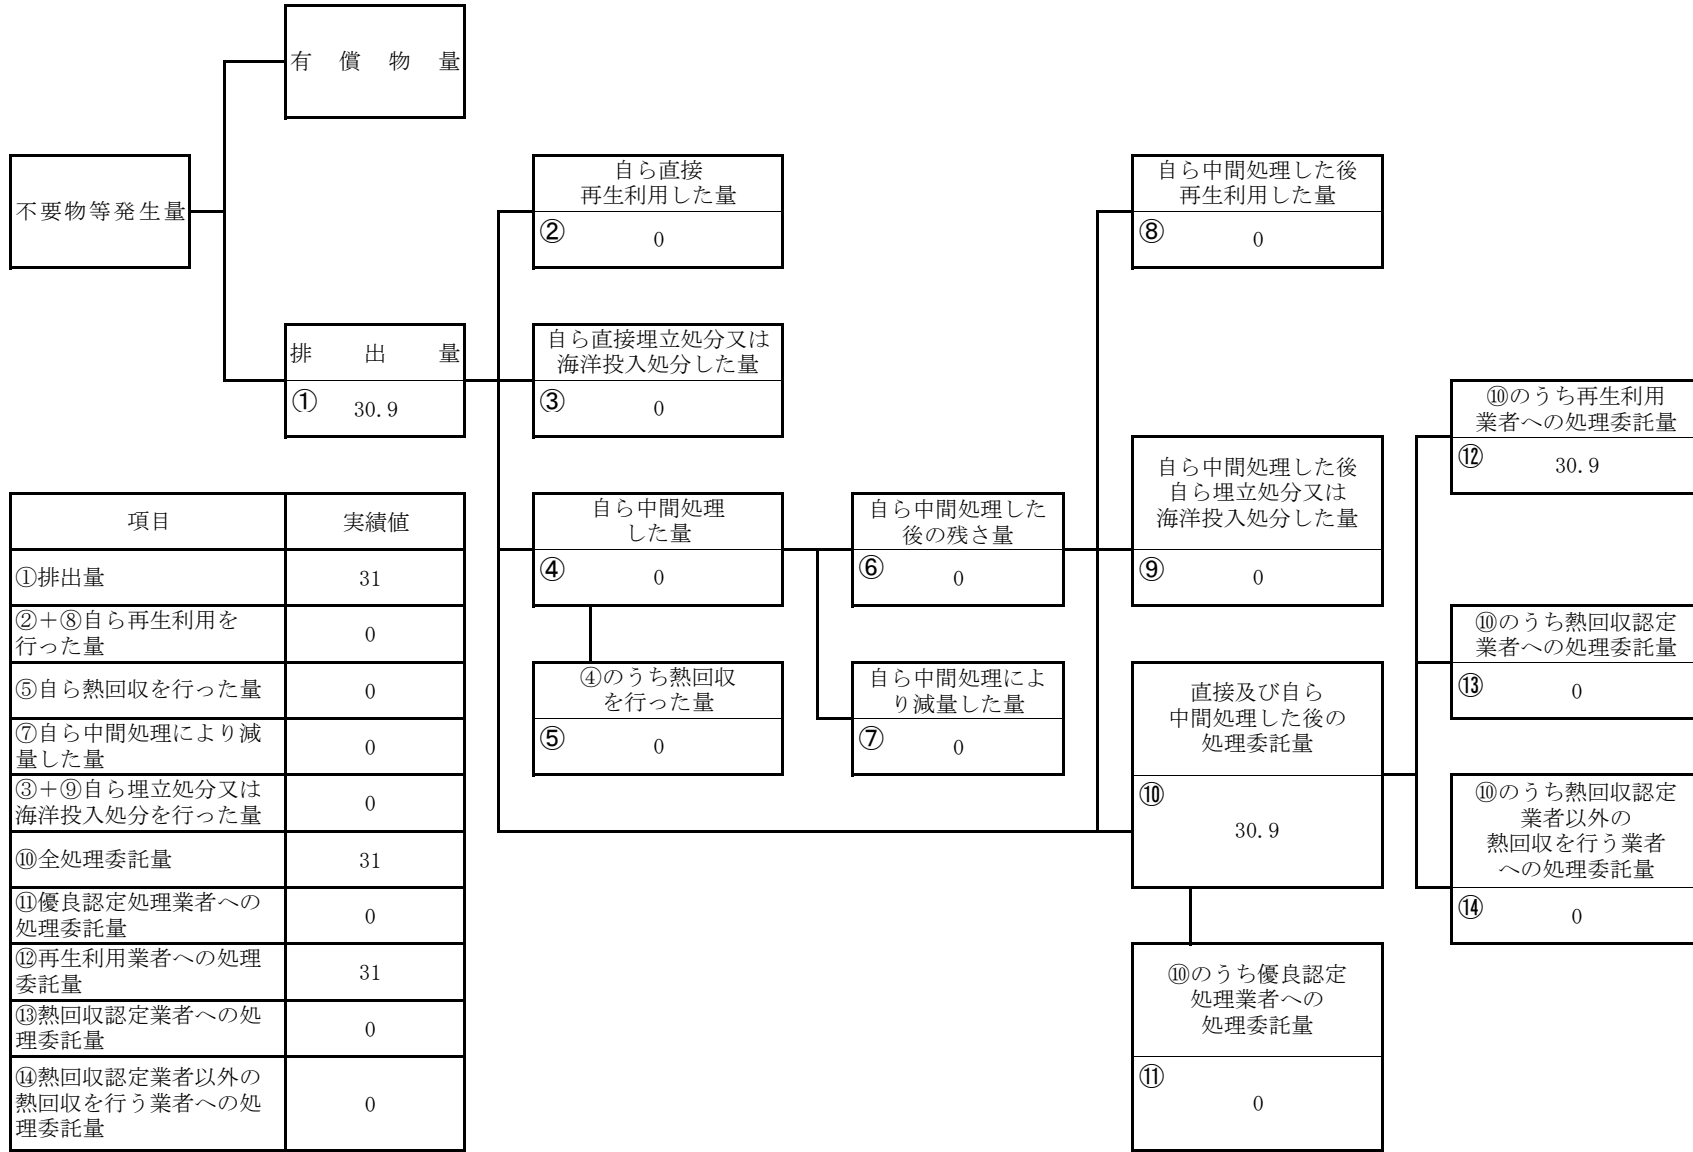 有償物量
不要物等発生量
自ら直接
再生利用した量
②
0
自ら中間処理した後
再生利用した量
⑧
0
排出量
①
30.9
自ら直接埋立処分又は
海洋投入処分した量
③
0
⑩のうち再生利用
業者への処理委託量
⑫
30.9
自ら中間処理
した量
④
0
自ら中間処理した
後の残さ量
⑥
0
自ら中間処理した後
自ら埋立処分又は
海洋投入処分した量
⑨
0
⑩のうち熱回収認定
業者への処理委託量
⑬
0
④のうち熱回収
を行った量
⑤
0
自ら中間処理によ
り減量した量
⑦
0
直接及び自ら
中間処理した後の
処理委託量
⑩
30.9
⑩のうち熱回収認定
業者以外の
熱回収を行う業者
への処理委託量
⑭
0
⑩のうち優良認定
処理業者への
処理委託量
⑪
0
項目 実績値
①排出量 31
②＋⑧自ら再生利用を
行った量 0
⑤自ら熱回収を行った量 0
⑦自ら中間処理により減
量した量 0
③＋⑨自ら埋立処分又は
海洋投入処分を行った量 0
⑩全処理委託量 31
⑪優良認定処理業者への
処理委託量 0
⑫再生利用業者への処理
委託量 31
⑬熱回収認定業者への処
理委託量 0
⑭熱回収認定業者以外の
熱回収を行う業者への処
理委託量 0